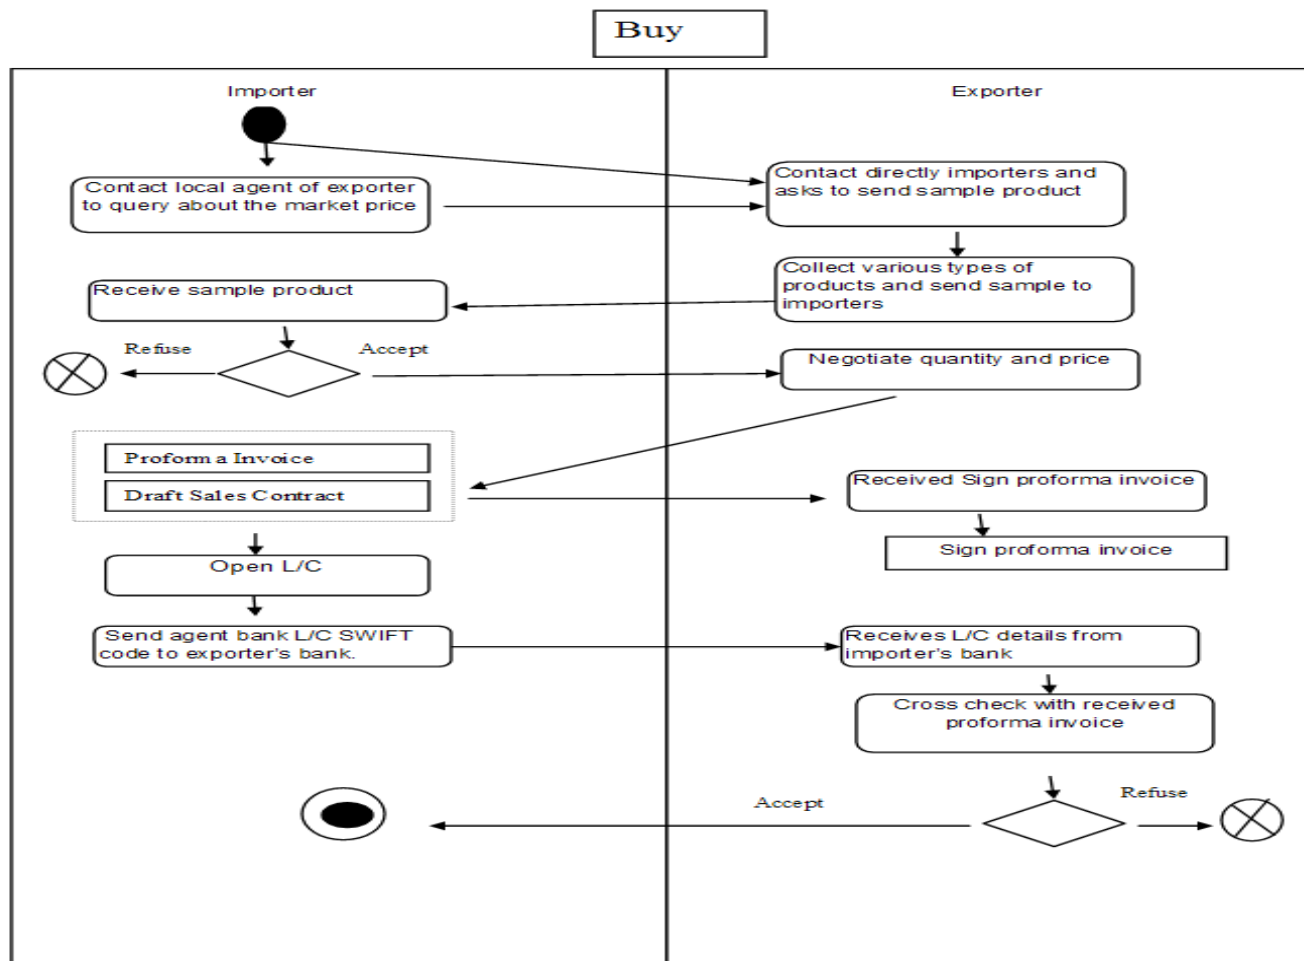 Buy
Importer
Exporter
Contact local agent of exporter
to query about the market price
Contact directly importers and
asks to send sample product
Collect various types of
products and send sample to
importers
Receive sample product
Refuse
Accept
Negotiate quantity and price
Proforma Invoice
Draft Sales Contract
Received Sign proforma invoice
Sign proforma invoice
Open L/C
Send agent bank L/C SWIFT
code to exporter's bank.
Receives L/C details from
importer's bank
Cross check with received
proforma invoice
Accept
Refuse